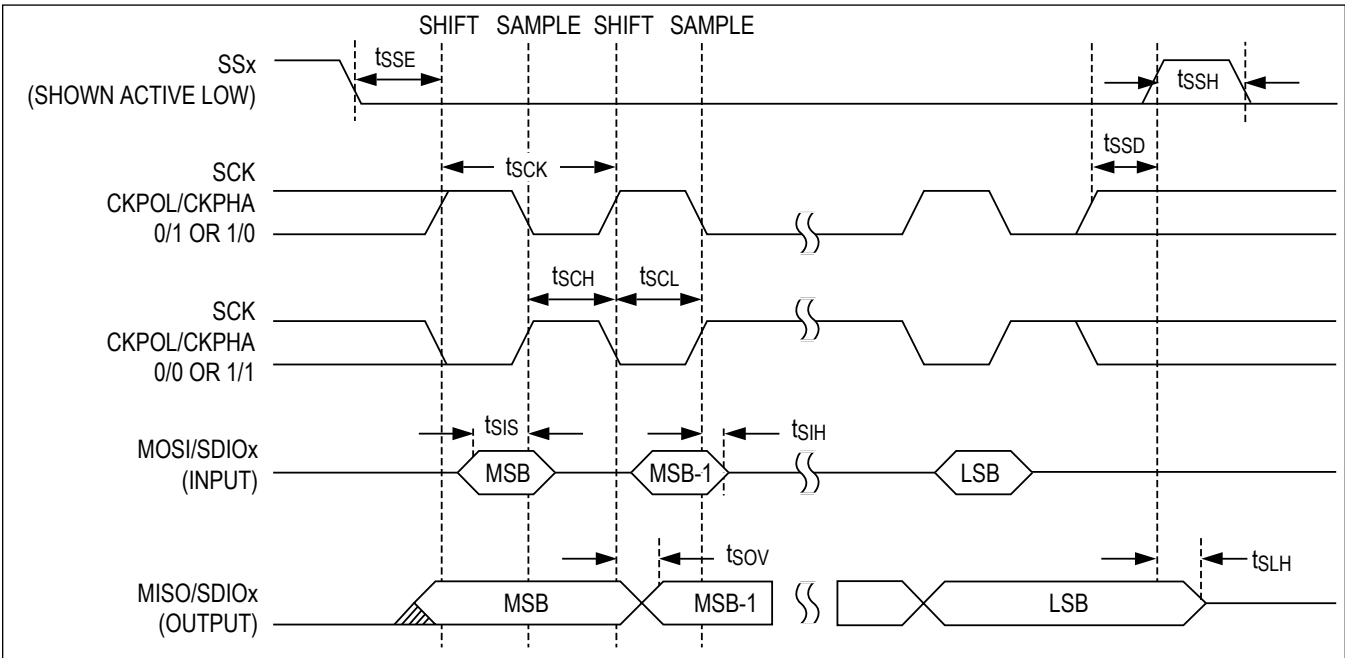 SHIFT SAMPLE SHIFT SAMPLE
SSx
(SHOWN ACTIVE LOW)
tSSE
tSSH
tSSD
SCK
CKPOL/CKPHA
0/1 OR 1/0
tSCK
tSCH
tSCL
SCK
CKPOL/CKPHA
0/0 OR 1/1
tSIS
tSIH
MOSI/SDIOx
(INPUT)
MSB
MSB-1
LSB
tSOV
tSLH
MISO/SDIOx
(OUTPUT)
MSB
MSB-1
LSB